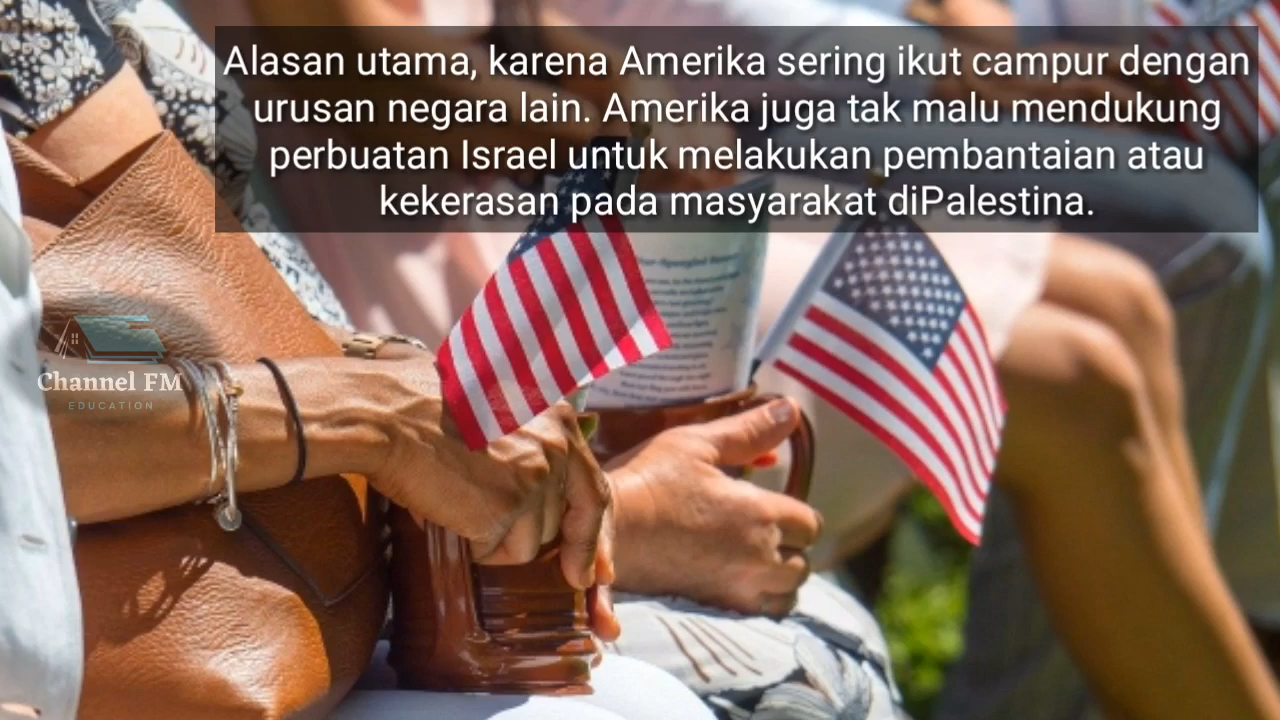 Alasan utama, karena Amerika sering ikut campur dengan
urusan negara lain. Amerika juga tak malu mendukung
perbuatan Israel untuk melakukan pembantaian atau
kekerasan pada masyarakat diPalestina.
Channel FM
EDUCATION